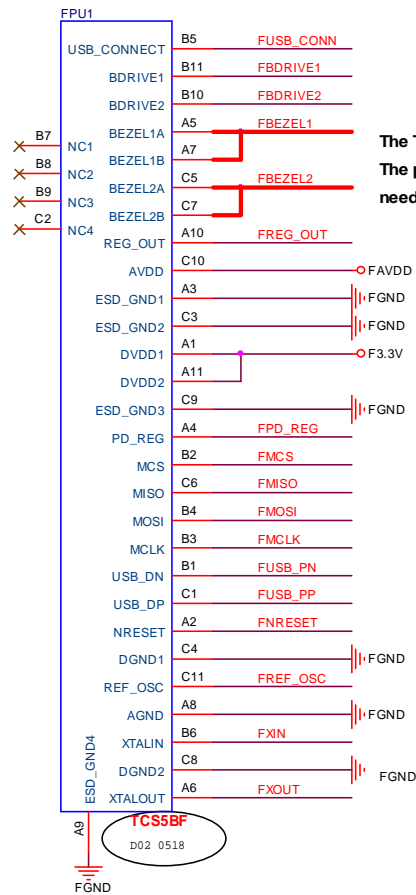 FPU1
USB_CONNECT B5 FUSB_CONN
BDRIVE1 B11 FBDRIVE1
BDRIVE2 B10 FBDRIVE2
BEZEL1A A5 FBEZEL1
B7 NC1 BEZEL1B A7
The T
B8 NC2 BEZEL2A C5 FBEZEL2
The p
B9 NC3 BEZEL2B C7
need
C2 NC4
REG_OUT A10 FREG_OUT
AVDD C10 FAVDD
ESD_GND1 A3 FGND
ESD_GND2 C3 FGND
DVDD1 A1 F3.3V
DVDD2 A11
ESD_GND3 C9 FGND
PD_REG A4 FPD_REG
MCS B2 FMCS
MISO C6 FMISO
MOSI B4 FMOSI
MCLK B3 FMCLK
USB_DN B1 FUSB_PN
USB_DP C1 FUSB_PP
NRESET A2 FNRESET
DGND1 C4 FGND
REF_OSC C11 FREF_OSC
AGND A8 FGND
XTALIN B6 FXIN
DGND2 C8 FGND
XTALOUT A6 FXOUT
ESD_GND4
A9
TCS5BF
D02 0518
FGND